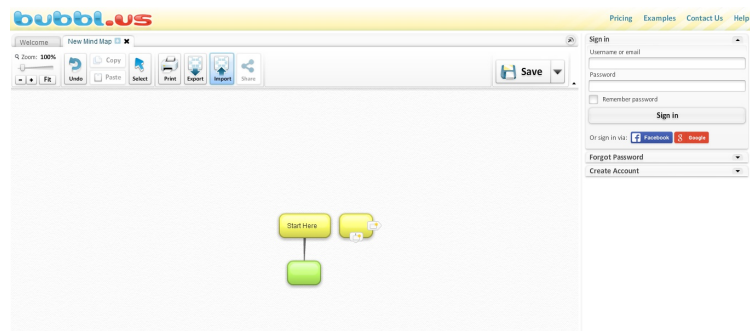 bubbl.us
Pricing Examples Contact Us Help
Welcome New Mind Map
Zoom: 100%
- + Fit
Undo
Copy
Paste
Select
Print
Export
Import
Share
Save
Start Here
Sign in
Username or email
Password
Remember password
Sign in
Or sign in via: Facebook Google
Forgot Password
Create Account